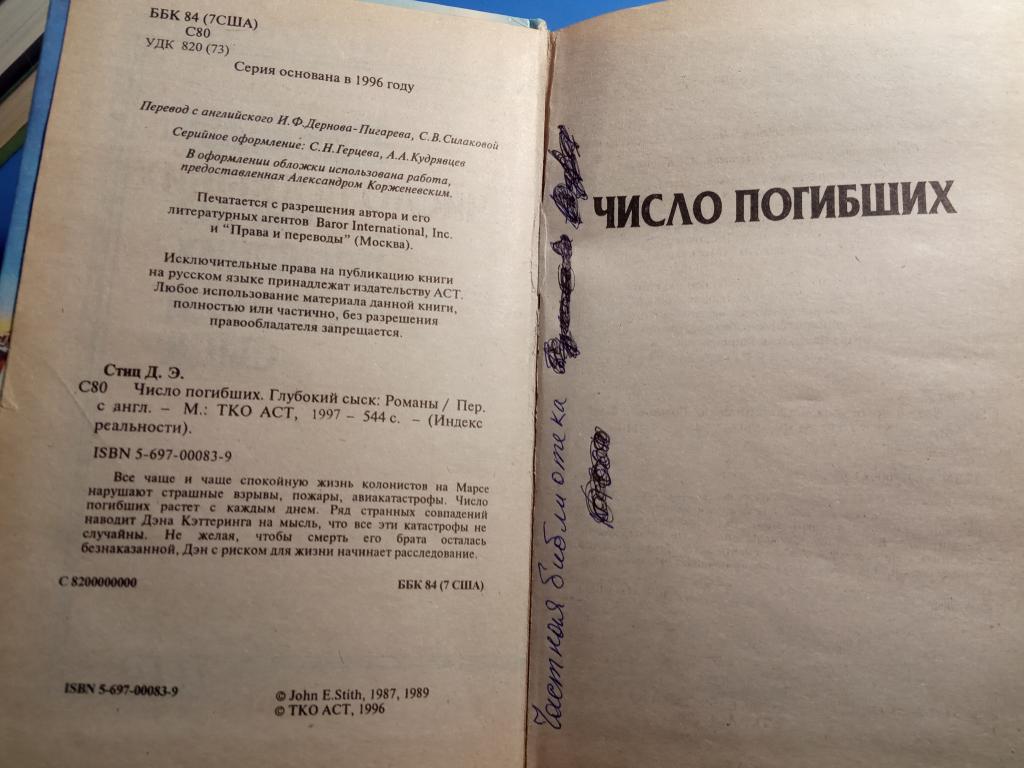 ББК 84 (7США)
С80
УДК 820 (73)
Серия основана в 1996 году
Перевод с английского И.Ф.Дернова-Пигарева, С.В.Силаковой
Серийное оформление: С.Н.Герцева, А.А.Кудрявцев
В оформлении обложки использована работа,
предоставленная Александром Корженевским.
Печатается с разрешения автора и его
литературных агентов Baror International, Inc.
и "Права и переводы" (Москва).
Исключительные права на публикацию книги
на русском языке принадлежат издательству АСТ.
Любое использование материала данной книги,
полностью или частично, без разрешения
правообладателя запрещается.
Стиц Д. Э.
С80 Число погибших. Глубокий сыск: Романы / Пер.
с англ. – М.: ТКО АСТ, 1997 – 544 с. – (Индекс
реальности).
ISBN 5-697-00083-9
Все чаще и чаще спокойную жизнь колонистов на Марсе
нарушают страшные взрывы, пожары, авиакатастрофы. Число
погибших растет с каждым днем. Ряд странных совпадений
наводит Дэна Кэттеринга на мысль, что все эти катастрофы не
случайны. Не желая, чтобы смерть его брата осталась
безнаказанной, Дэн с риском для жизни начинает расследование.
С 8200000000 ББК 84 (7 США)
ISBN 5-697-00083-9
© John E.Stith, 1987, 1989
© ТКО АСТ, 1996
ЧИСЛО ПОГИБШИХ
Частная библиотека